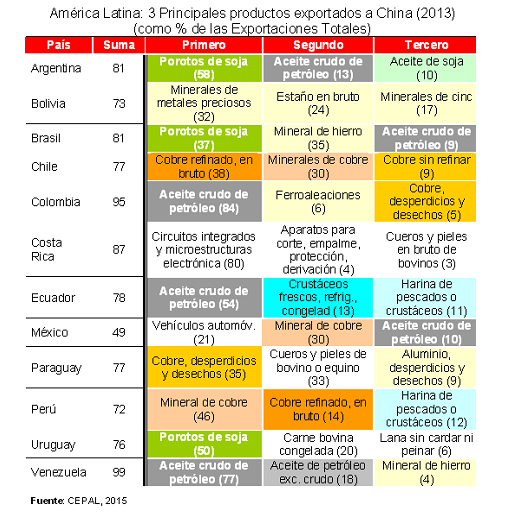 América Latina: 3 Principales productos exportados a China (2013)
(como % de las Exportaciones Totales)
País Suma Primero Segundo Tercero
Argentina 81 Porotos de soja (58) Aceite crudo de petróleo (13) Aceite de soja (10)
Bolivia 73 Minerales de metales preciosos (32) Estaño en bruto (24) Minerales de cinc (17)
Brasil 81 Porotos de soja (37) Mineral de hierro (35) Aceite crudo de petróleo (9)
Chile 77 Cobre refinado, en bruto (38) Minerales de cobre (30) Cobre sin refinar (9)
Colombia 95 Aceite crudo de petróleo (84) Ferroaleaciones (6) Cobre, desperdicios y desechos (5)
Costa Rica 87 Circuitos integrados y microestructuras electrónica (80) Aparatos para corte, empalme, protección, derivación (4) Cueros y pieles en bruto de bovinos (3)
Ecuador 78 Aceite crudo de petróleo (54) Crustáceos frescos, refrig., congelad (13) Harina de pescados o crustáceos (11)
México 49 Vehículos automóv. (21) Mineral de cobre (30) Aceite crudo de petróleo (10)
Paraguay 77 Cobre, desperdicios y desechos (35) Cueros y pieles de bovino o equino (33) Aluminio, desperdicios y desechos (9)
Perú 72 Mineral de cobre (46) Cobre refinado, en bruto (14) Harina de pescados o crustáceos (12)
Uruguay 76 Porotos de soja (50) Carne bovina congelada (20) Lana sin cardar ni peinar (6)
Venezuela 99 Aceite crudo de petróleo (77) Aceite de petróleo exc. crudo (18) Mineral de hierro (4)
Fuente: CEPAL, 2015